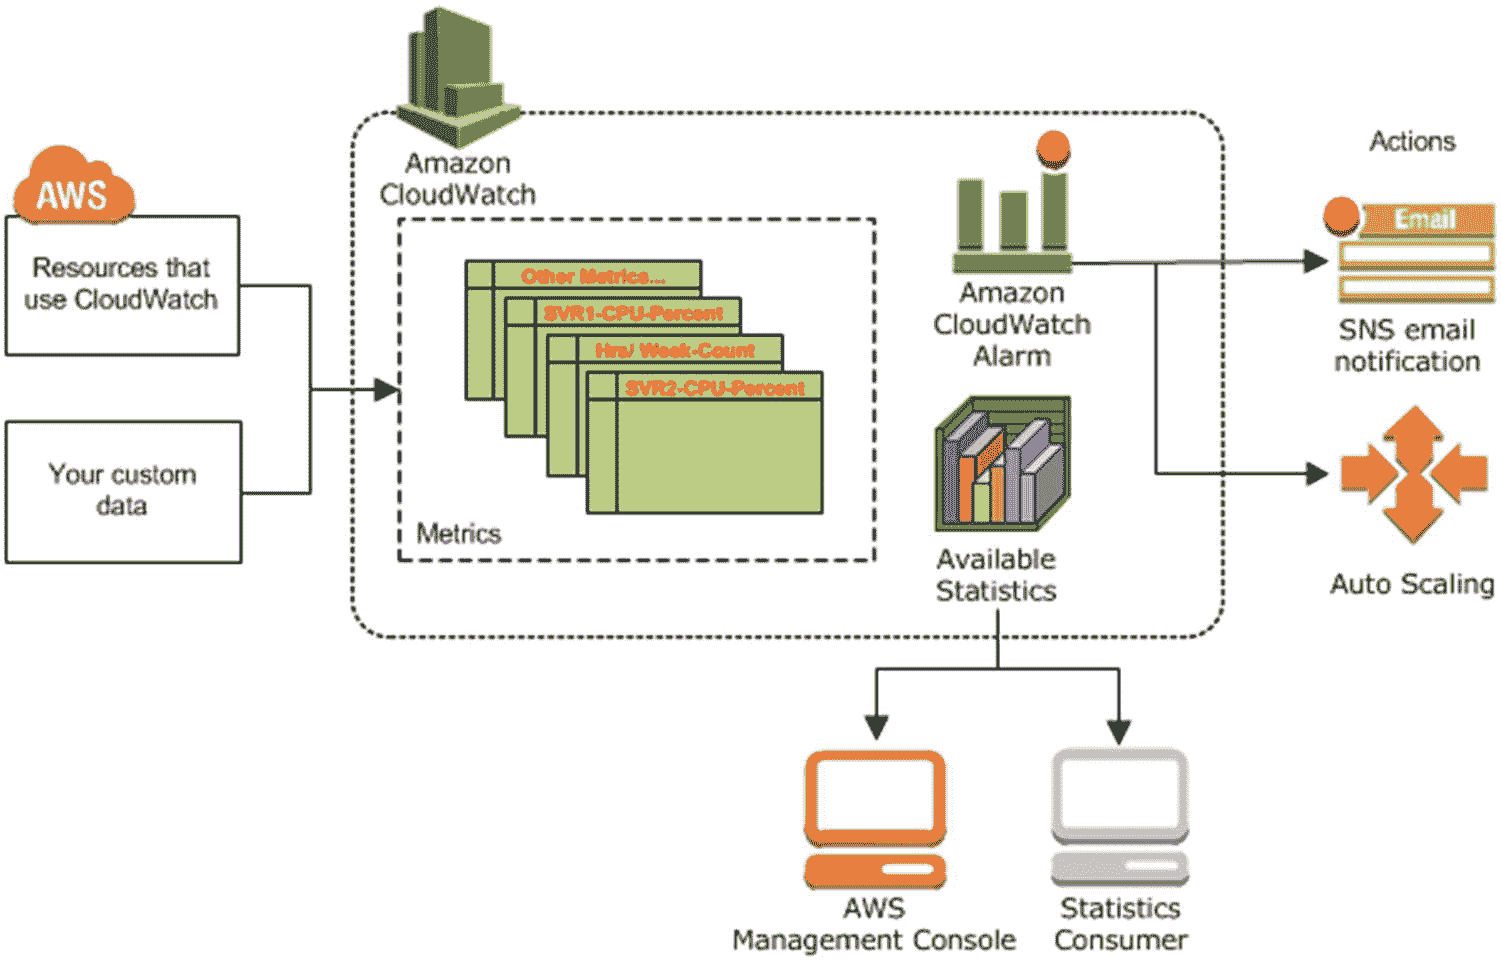 Amazon
CloudWatch
AWS
Resources that
use CloudWatch
Your custom
data
Other Metrics...
SVR1-CPU-Percent
Hrs/ Week-Count
SVR2-CPU-Percent
Metrics
Amazon
CloudWatch
Alarm
Available
Statistics
Actions
Email
SNS email
notification
Auto Scaling
AWS
Management Console
Statistics
Consumer